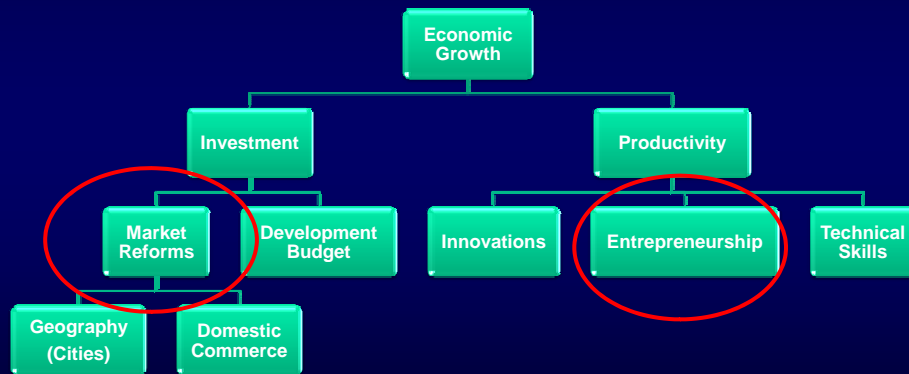 Economic
Growth
Investment
Productivity
Market
Reforms
Development
Budget
Innovations
Entrepreneurship
Technical
Skills
Geography
(Cities)
Domestic
Commerce